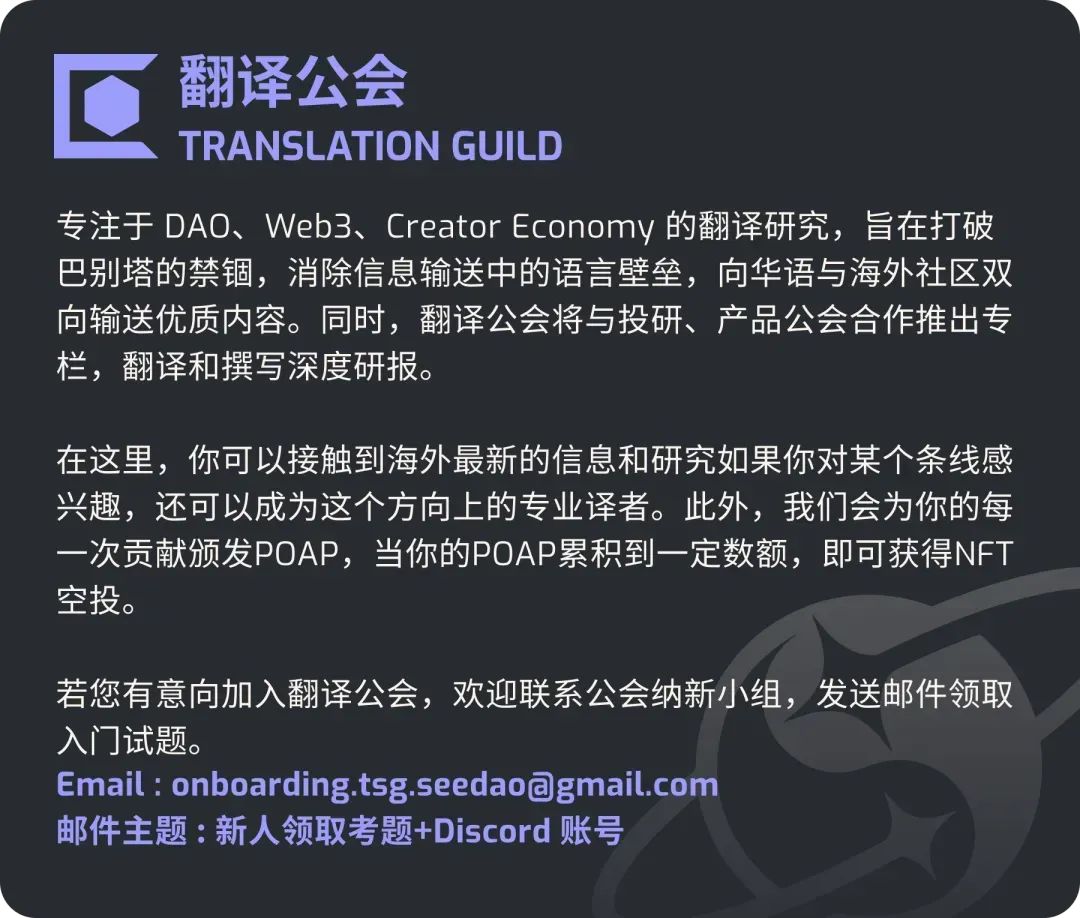 翻译公会
TRANSLATION GUILD
专注于 DAO、Web3、Creator Economy 的翻译研究，旨在打破
巴别塔的禁锢，消除信息输送中的语言壁垒，向华语与海外社区双
向输送优质内容。同时，翻译公会将与投研、产品公会合作推出专
栏，翻译和撰写深度研报。
在这里，你可以接触到海外最新的信息和研究如果你对某个条线感
兴趣，还可以成为这个方向上的专业译者。此外，我们会为你的每
一次贡献颁发POAP，当你的POAP累积到一定数额，即可获得NFT
空投。
若您有意向加入翻译公会，欢迎联系公会纳新小组，发送邮件领取
入门试题。
Email : onboarding.tsg.seedao@gmail.com
邮件主题 : 新人领取考题+Discord 账号